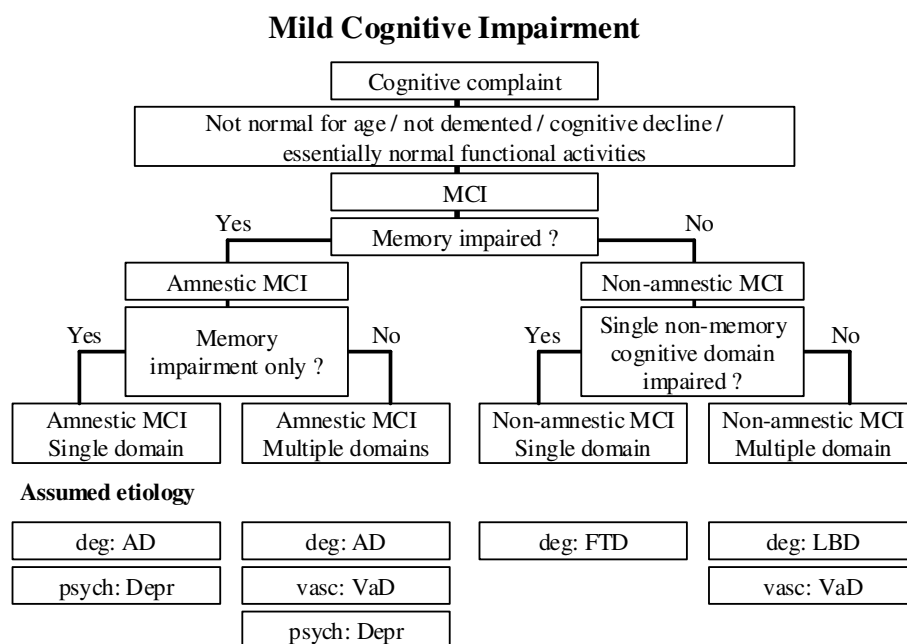 Mild Cognitive Impairment
Cognitive complaint
Not normal for age / not demented / cognitive decline /
essentially normal functional activities
MCI
Yes
No
Memory impaired ?
Amnestic MCI
Non-amnestic MCI
Yes
Memory
impairment only ?
No
Yes
Single non-memory
cognitive domain
impaired ?
No
Amnestic MCI
Single domain
Amnestic MCI
Multiple domains
Non-amnestic MCI
Single domain
Non-amnestic MCI
Multiple domain
Assumed etiology
deg: AD
deg: AD
deg: FTD
deg: LBD
psych: Depr
vasc: VaD
vasc: VaD
psych: Depr